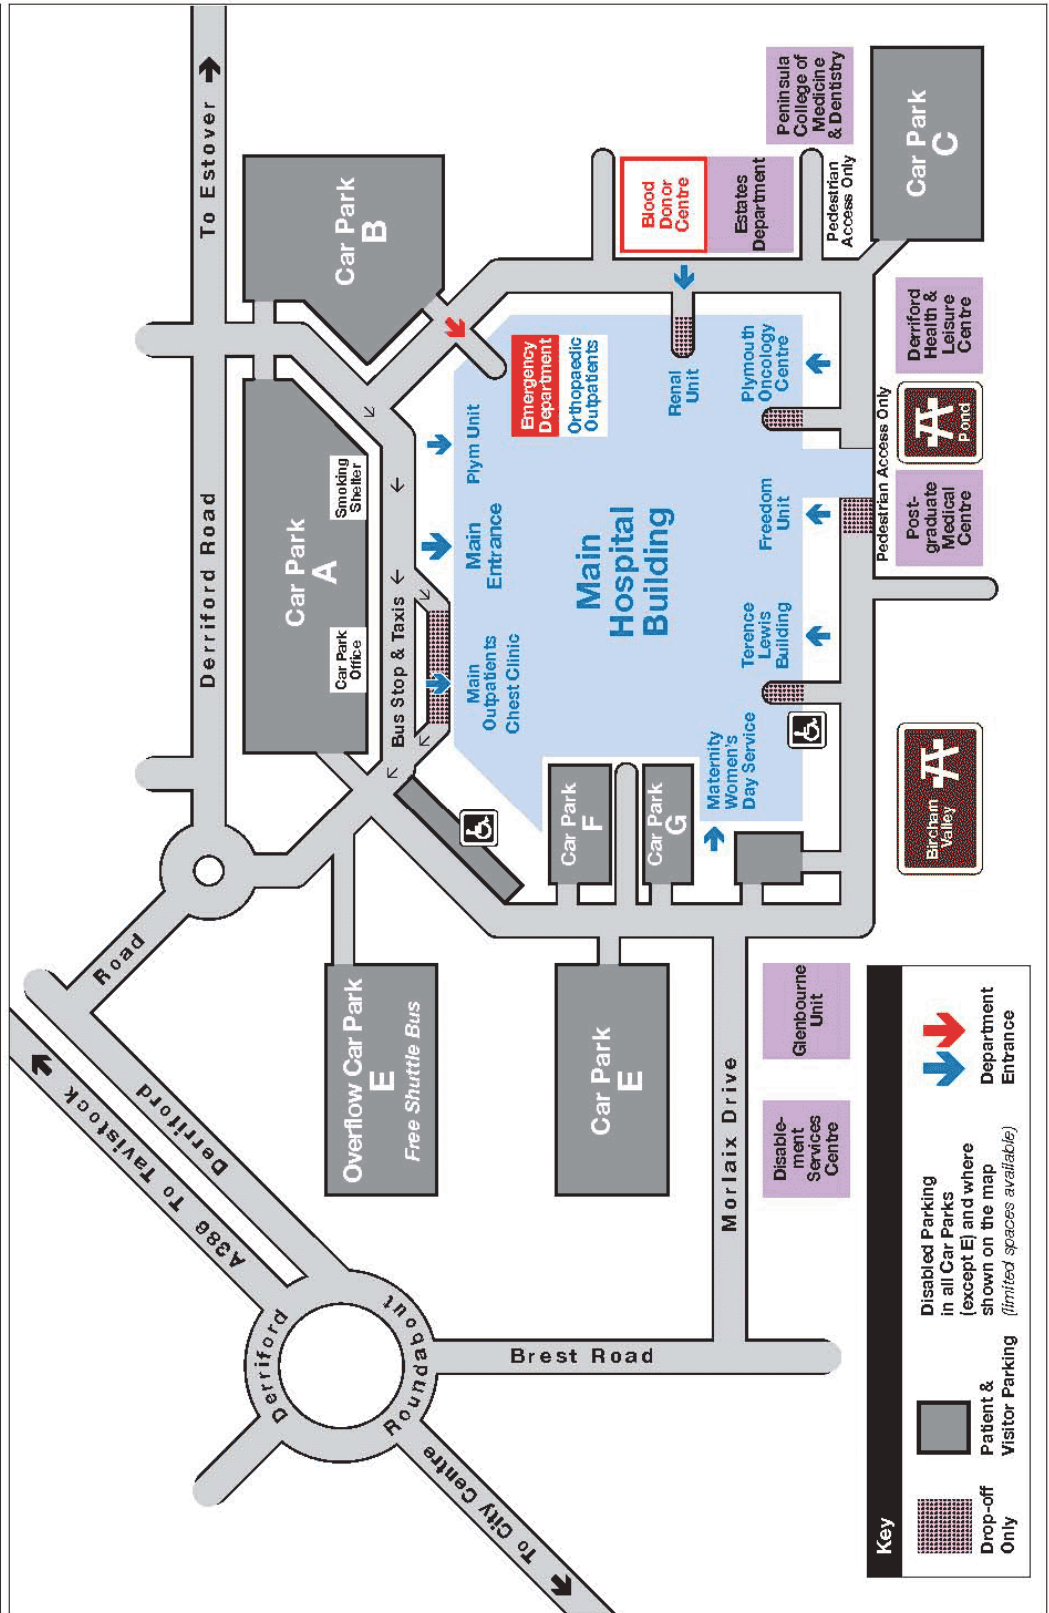 To Estover
Derriford Road
Road
Derriford
A386 To Tavistock
Derriford
Roundabout
To City Centre
Brest Road
Morlaix Drive
Car Park
A
Smoking
Shelter
Car Park
Office
Bus Stop & Taxis
Car Park
B
Car Park
C
Overflow Car Park
E
Free Shuttle Bus
Car Park
E
Car Park
F
Car Park
G
Main
Hospital
Building
Main
Outpatients
Chest Clinic
Main
Entrance
Plym Unit
Emergency
Department
Orthopaedic
Outpatients
Renal
Unit
Plymouth
Oncology
Centre
Freedom
Unit
Terence
Lewis
Building
Maternity
Women's
Day Service
Blood
Donor
Centre
Estates
Department
Peninsula
College of
Medicine
& Dentistry
Pedestrian
Access Only
Derriford
Health &
Leisure
Centre
Pedestrian Access Only
Pond
Post-
graduate
Medical
Centre
Bircham
Valley
Glenbourne
Unit
Disable-
ment
Services
Centre
Key
Drop-off
Only
Patient &
Visitor Parking
Disabled Parking
in all Car Parks
(except E) and where
shown on the map
(limited spaces available)
Department
Entrance